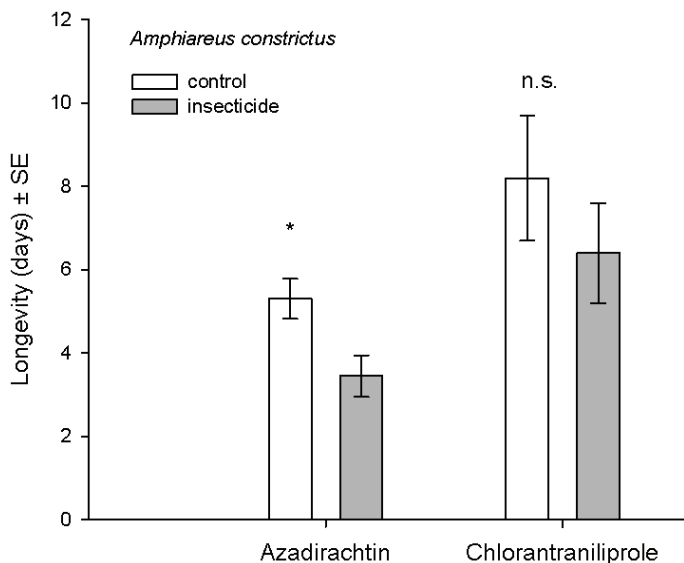 Amphiareus constrictus
control
insecticide
n.s.
*
Longevity (days) ± SE
12
10
8
6
4
2
0
Azadirachtin
Chlorantraniliprole